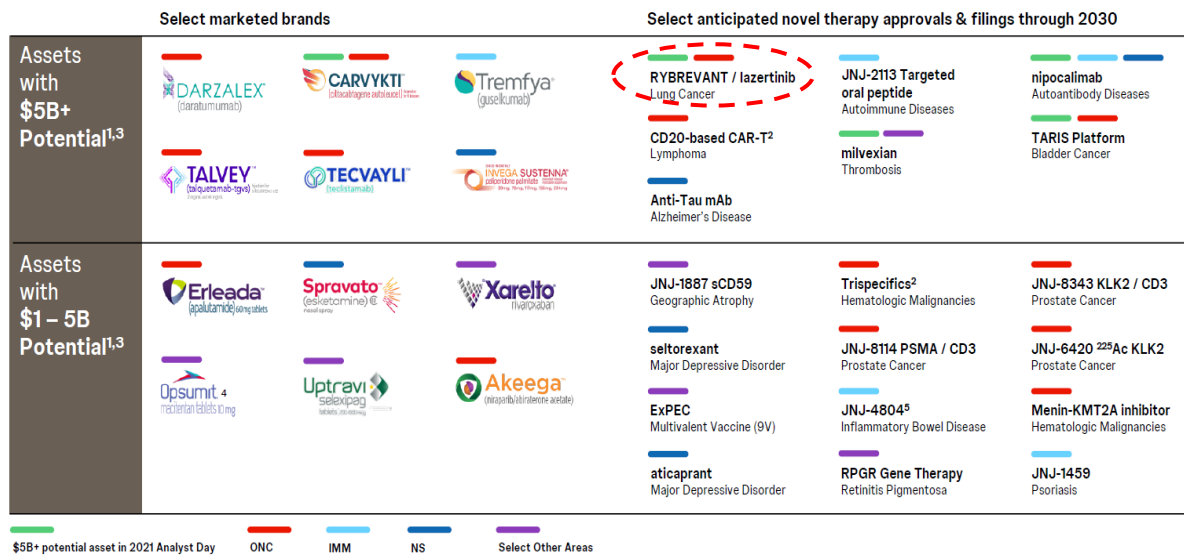 Select marketed brands
Select anticipated novel therapy approvals & filings through 2030
Assets
with
$5B+
Potential1,3
DARZALEX
(daratumumab)
CARVYKTI
(ciltacabtagene autoleucel)
Tremfya
(guselkumab)
TALVEY
(talquetamab-tgvs)
TECVAYLI
(teclistamab)
INVEGA SUSTENNA
paliperidone palmitate
RYBREVANT / lazertinib
Lung Cancer
JNJ-2113 Targeted
oral peptide
Autoimmune Diseases
nipocalimab
Autoantibody Diseases
CD20-based CAR-T2
Lymphoma
milvexian
Thrombosis
TARIS Platform
Bladder Cancer
Anti-Tau mAb
Alzheimer's Disease
Assets
with
$1 – 5B
Potential1,3
Erleada
(apalutamide) 60mg tablets
Spravato
(esketamine)
nasal spray
Xarelto
rivaroxaban
Opsumit 4
macitentan tablets 10 mg
Uptravi
selexipag
Akeega
(niraparib/abiraterone acetate)
JNJ-1887 sCD59
Geographic Atrophy
Trispecifics2
Hematologic Malignancies
JNJ-8343 KLK2 / CD3
Prostate Cancer
seltorexant
Major Depressive Disorder
JNJ-8114 PSMA / CD3
Prostate Cancer
JNJ-6420 225Ac KLK2
Prostate Cancer
ExPEC
Multivalent Vaccine (9V)
JNJ-48045
Inflammatory Bowel Disease
Menin-KMT2A inhibitor
Hematologic Malignancies
aticaprant
Major Depressive Disorder
RPGR Gene Therapy
Retinitis Pigmentosa
JNJ-1459
Psoriasis
$5B+ potential asset in 2021 Analyst Day
ONC
IMM
NS
Select Other Areas